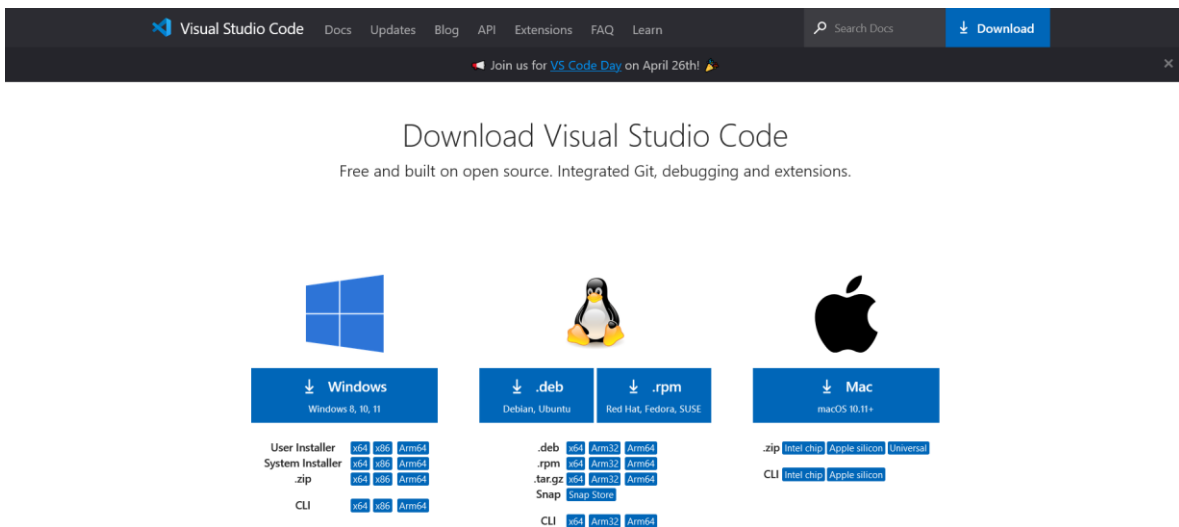 Visual Studio Code Docs Updates Blog API Extensions FAQ Learn Search Docs Download
Join us for VS Code Day on April 26th!
Download Visual Studio Code
Free and built on open source. Integrated Git, debugging and extensions.
Windows
Windows 8, 10, 11
User Installer x64 x86 Arm64
System Installer x64 x86 Arm64
.zip x64 x86 Arm64
CLI x64 x86 Arm64
.deb
Debian, Ubuntu
.rpm
Red Hat, Fedora, SUSE
.deb x64 Arm32 Arm64
.rpm x64 Arm32 Arm64
.tar.gz x64 Arm32 Arm64
Snap Snap Store
CLI x64 Arm32 Arm64
Mac
macOS 10.11+
.zip Intel chip Apple silicon Universal
CLI Intel chip Apple silicon